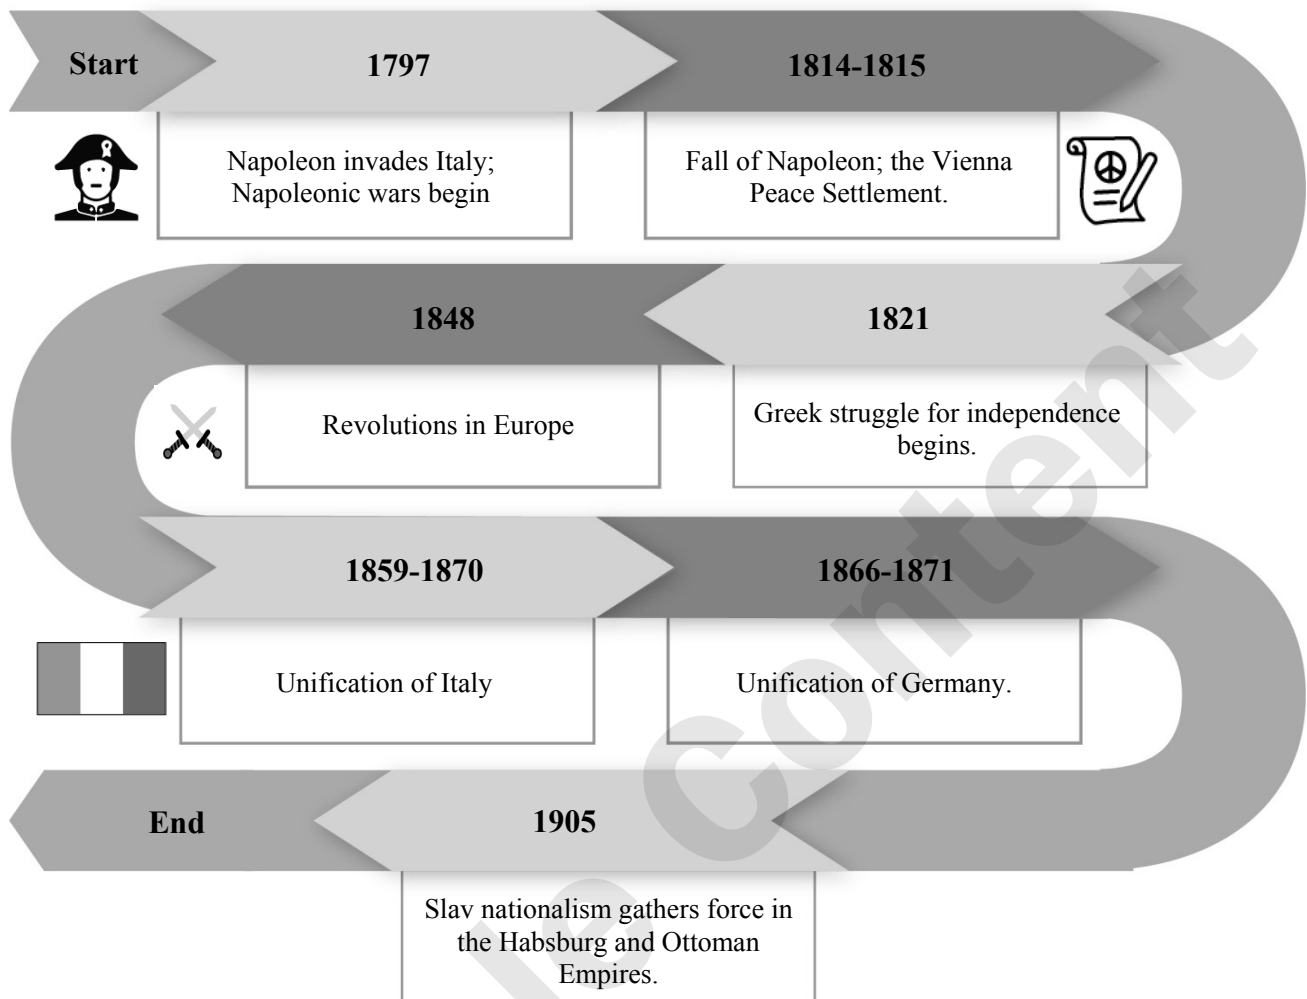 Start
1797
1814-1815
Napoleon invades Italy;
Napoleonic wars begin
Fall of Napoleon; the Vienna
Peace Settlement.
1821
Greek struggle for independence
begins.
1848
Revolutions in Europe
1859-1870
Unification of Italy
1866-1871
Unification of Germany.
1905
Slav nationalism gathers force in
the Habsburg and Ottoman
Empires.
End
le Content